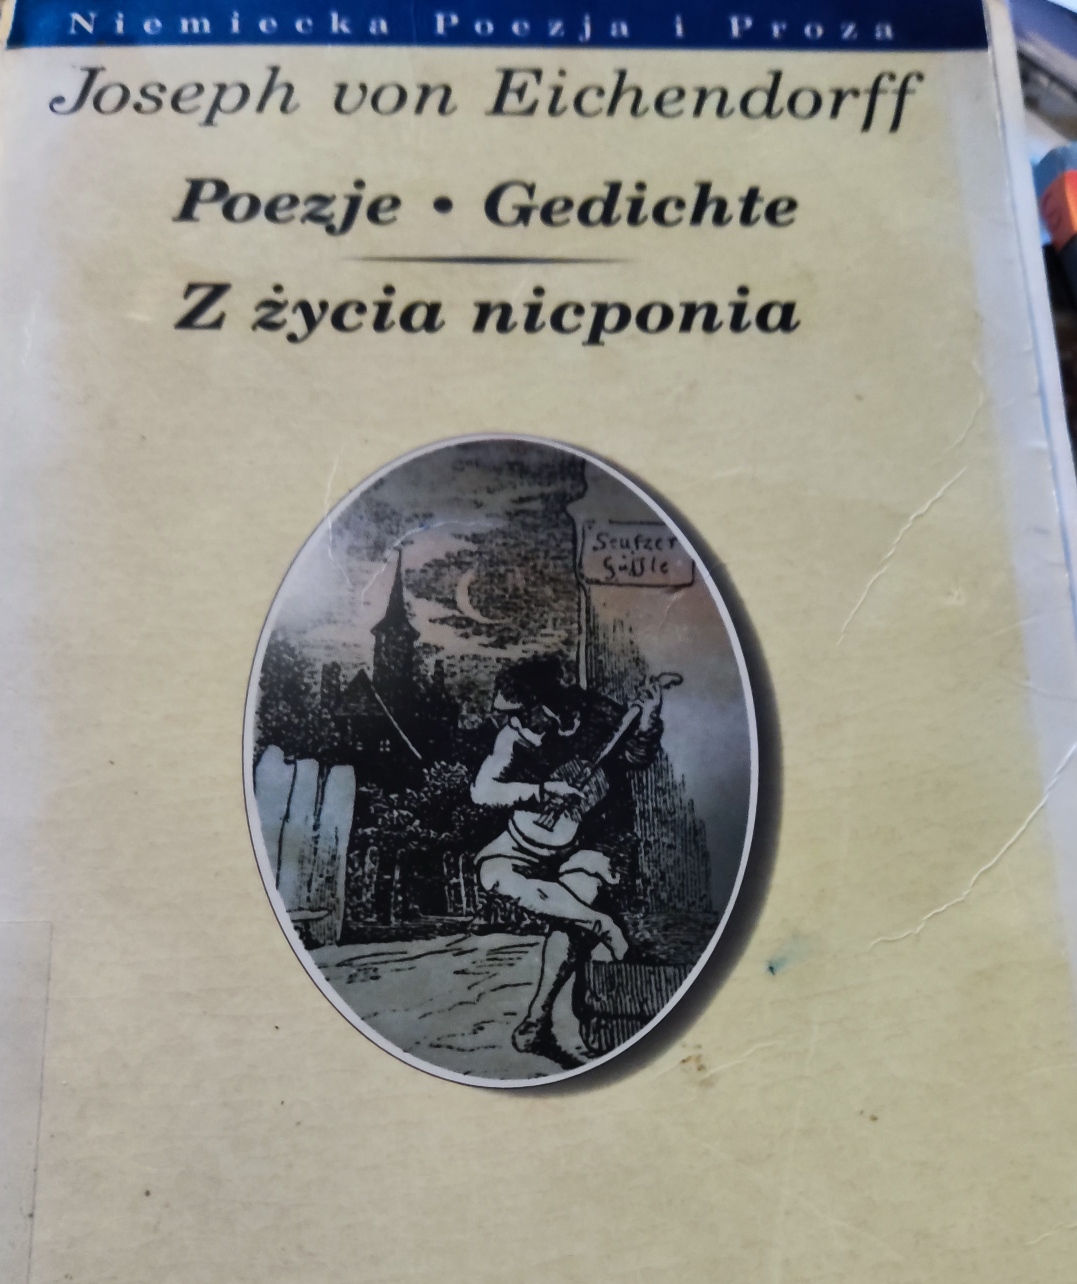 Niemiecka Poezja i Proza
Joseph von Eichendorff
Poezje • Gedichte
Z życia nicponia
Seufzer
Gäßle